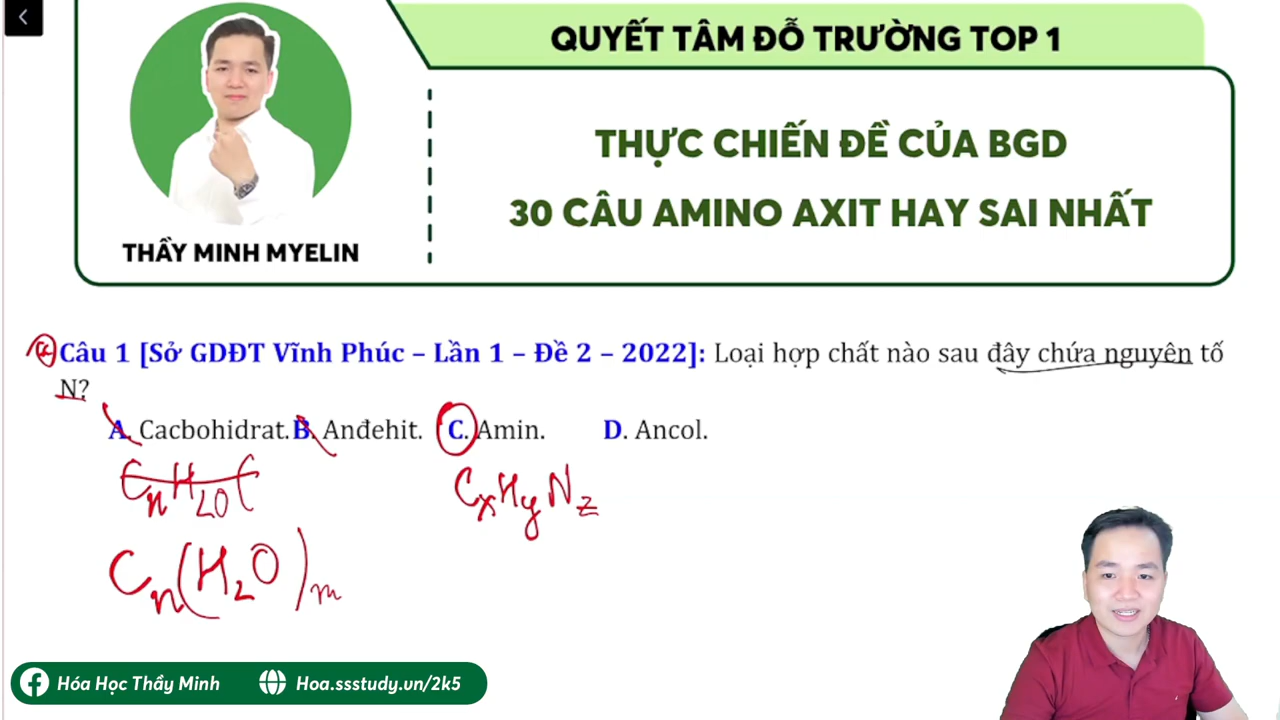 QUYẾT TÂM ĐỖ TRƯỜNG TOP 1
THỰC CHIẾN ĐỀ CỦA BGD
30 CÂU AMINO AXIT HAY SAI NHẤT
THẦY MINH MYELIN
Câu 1 [Sở GDĐT Vĩnh Phúc – Lần 1 – Đề 2 – 2022]: Loại hợp chất nào sau đây chứa nguyên tố
N?
A. Cacbohidrat. B. Anđehit. C. Amin. D. Ancol.
CxHyNz
Cn(H2O)m
Hóa Học Thầy Minh
Hoa.ssstudy.vn/2k5